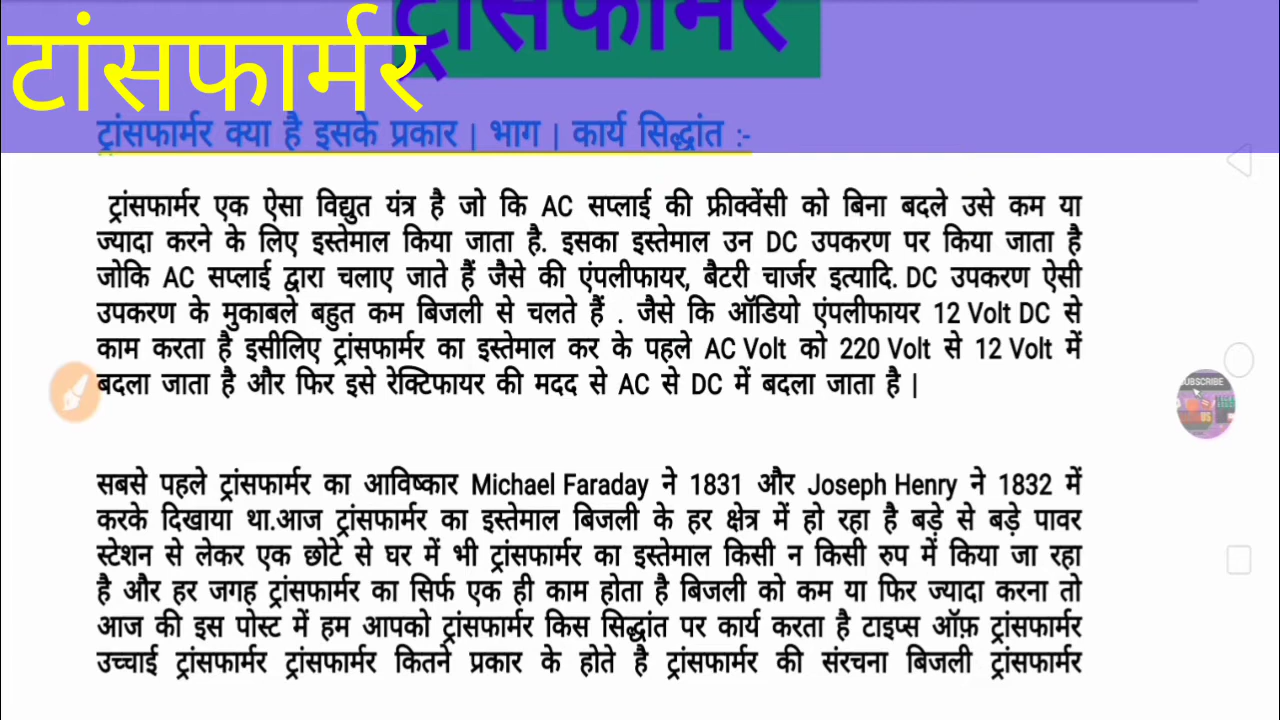 ट्रांसफार्मर
टांसफार्मर
ट्रांसफार्मर क्या है इसके प्रकार | भाग | कार्य सिद्धांत :-
ट्रांसफार्मर एक ऐसा विद्युत यंत्र है जो कि AC सप्लाई की फ्रीक्वेंसी को बिना बदले उसे कम या
ज्यादा करने के लिए इस्तेमाल किया जाता है. इसका इस्तेमाल उन DC उपकरण पर किया जाता है
जोकि AC सप्लाई द्वारा चलाए जाते हैं जैसे की एंपलीफायर, बैटरी चार्जर इत्यादि. DC उपकरण ऐसी
उपकरण के मुकाबले बहुत कम बिजली से चलते हैं . जैसे कि ऑडियो एंपलीफायर 12 Volt DC से
काम करता है इसीलिए ट्रांसफार्मर का इस्तेमाल कर के पहले AC Volt को 220 Volt से 12 Volt में
बदला जाता है और फिर इसे रेक्टिफायर की मदद से AC से DC में बदला जाता है |
SUBSCRIBE
सबसे पहले ट्रांसफार्मर का आविष्कार Michael Faraday ने 1831 और Joseph Henry ने 1832 में
करके दिखाया था.आज ट्रांसफार्मर का इस्तेमाल बिजली के हर क्षेत्र में हो रहा है बड़े से बड़े पावर
स्टेशन से लेकर एक छोटे से घर में भी ट्रांसफार्मर का इस्तेमाल किसी न किसी रुप में किया जा रहा
है और हर जगह ट्रांसफार्मर का सिर्फ एक ही काम होता है बिजली को कम या फिर ज्यादा करना तो
आज की इस पोस्ट में हम आपको ट्रांसफार्मर किस सिद्धांत पर कार्य करता है टाइप्स ऑफ़ ट्रांसफार्मर
उच्चाई ट्रांसफार्मर ट्रांसफार्मर कितने प्रकार के होते है ट्रांसफार्मर की संरचना बिजली ट्रांसफार्मर